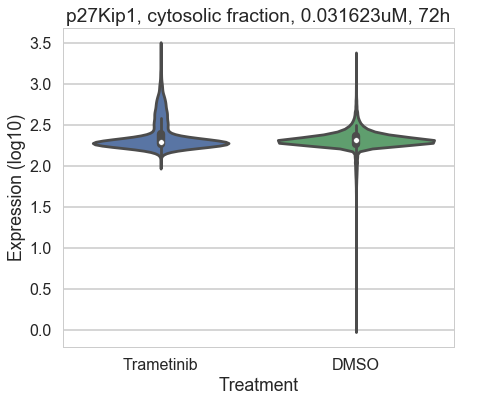 p27Kip1, cytosolic fraction, 0.031623uM, 72h
Expression (log10)
3.5
3.0
2.5
2.0
1.5
1.0
0.5
0.0
Trametinib DMSO
Treatment